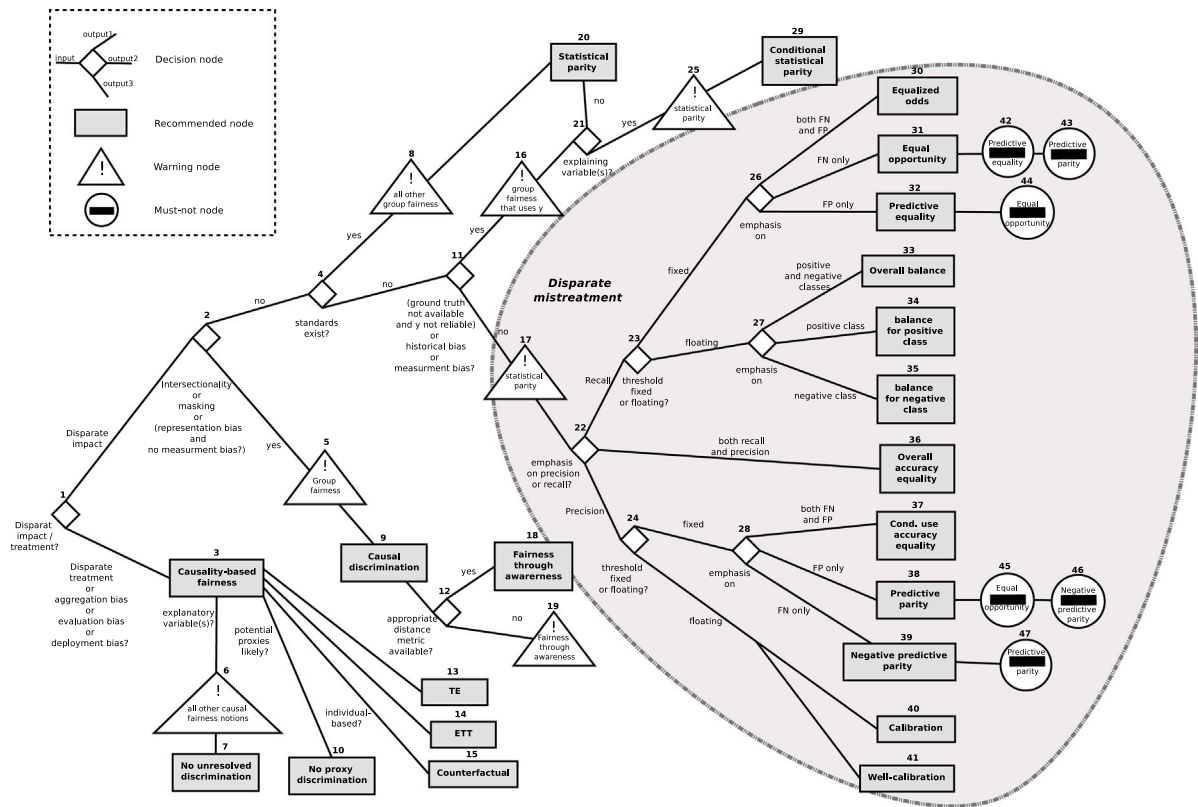 output1
input
output2
output3
Decision node
Recommended node
!
Warning node
Must-not node
1
Disparat
impact /
treatment?
Disparate
impact
Disparate
treatment
or
aggregation bias
or
evaluation bias
or
deployment bias?
2
Intersectionality
or
masking
or
(representation bias
and
no measurment bias?)
no
yes
3
Causality-based
fairness
explanatory
variable(s)?
potential
proxies
likely?
individual-
based?
4
standards
exist?
yes
no
5
!
Group
fairness
6
!
all other causal
fairness notions
7
No unresolved
discrimination
8
!
all other
group fairness
9
Causal
discrimination
10
No proxy
discrimination
11
(ground truth
not available
and y not reliable)
or
historical bias
or
measurment bias?
yes
no
12
appropriate
distance
metric
available?
yes
no
13
TE
14
ETT
15
Counterfactual
16
!
group
fairness
that uses y
17
!
statistical
parity
18
Fairness
through
awarerness
19
!
Fairness
through
awareness
20
Statistical
parity
no
21
explaining
variable(s)?
yes
22
emphasis
on precision
or recall?
Recall
both recall
and precision
Precision
23
threshold
fixed
or floating?
fixed
floating
24
threshold
fixed
or floating?
fixed
floating
25
!
statistical
parity
Disparate
mistreatment
26
emphasis
on
both FN
and FP
FN only
FP only
27
emphasis
on
positive
and negative
classes
positive class
negative class
28
emphasis
on
both FN
and FP
FP only
FN only
29
Conditional
statistical
parity
30
Equalized
odds
31
Equal
opportunity
32
Predictive
equality
33
Overall balance
34
balance
for positive
class
35
balance
for negative
class
36
Overall
accuracy
equality
37
Cond. use
accuracy
equality
38
Predictive
parity
39
Negative predictive
parity
40
Calibration
41
Well-calibration
42
Predictive
equality
43
Predictive
parity
44
Equal
opportunity
45
Equal
opportunity
46
Negative
predictive
parity
47
Predictive
parity